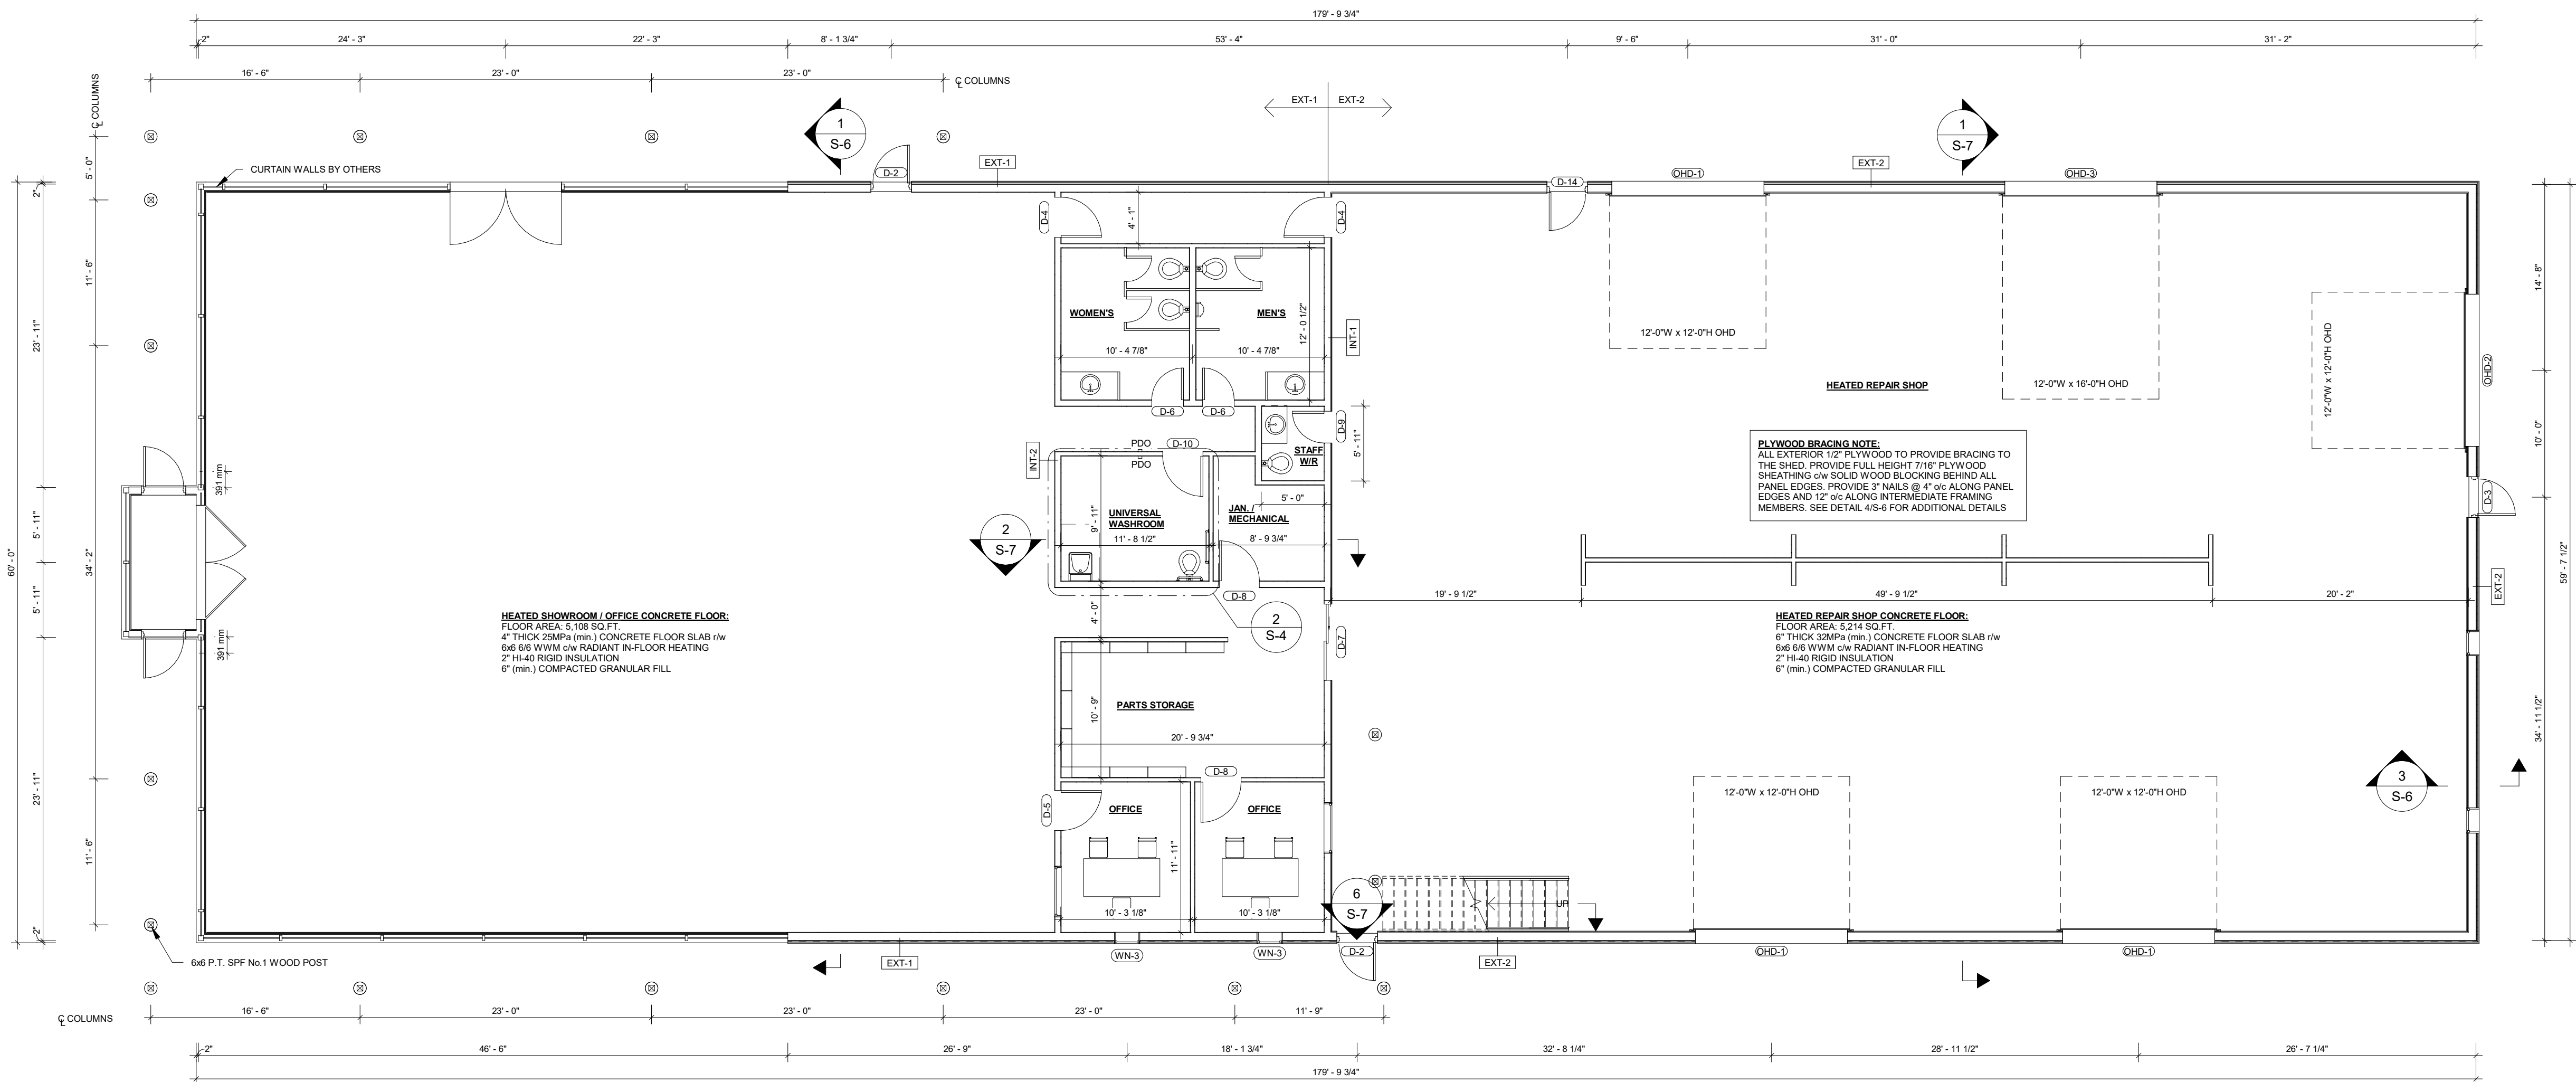 179' - 9 3/4"
2"
24' - 3"
22' - 3"
8' - 1 3/4"
53' - 4"
9' - 6"
31' - 0"
31' - 2"
16' - 6"
23' - 0"
23' - 0"
℄ COLUMNS
℄ COLUMNS
EXT-1
EXT-2
1
S-6
1
S-7
CURTAIN WALLS BY OTHERS
D-2
EXT-1
D-14
OHD-1
EXT-2
OHD-3
5' - 0"
2"
11' - 6"
23' - 11"
34' - 2"
60' - 0"
5' - 11"
5' - 11"
23' - 11"
11' - 6"
2"
391 mm
391 mm
D-4
4' - 1"
D-4
WOMEN'S
MEN'S
12' - 0 1/2"
INT-1
10' - 4 7/8"
10' - 4 7/8"
D-6
D-6
D-9
STAFF
W/R
5' - 11"
PDO
D-10
PDO
INT-2
5' - 0"
UNIVERSAL
WASHROOM
JAN. /
MECHANICAL
9' - 11"
11' - 8 1/2"
8' - 9 3/4"
2
S-7
D-8
2
S-4
4' - 0"
D-7
12'-0"W x 12'-0"H OHD
12'-0"W x 16'-0"H OHD
12'-0"W x 12'-0"H OHD
HEATED REPAIR SHOP
OHD-2
14' - 8"
10' - 0"
59' - 7 1/2"
34' - 11 1/2"
D-3
EXT-2
PLYWOOD BRACING NOTE:
ALL EXTERIOR 1/2" PLYWOOD TO PROVIDE BRACING TO
THE SHED. PROVIDE FULL HEIGHT 7/16" PLYWOOD
SHEATHING c/w SOLID WOOD BLOCKING BEHIND ALL
PANEL EDGES. PROVIDE 3" NAILS @ 4" o/c ALONG PANEL
EDGES AND 12" o/c ALONG INTERMEDIATE FRAMING
MEMBERS. SEE DETAIL 4/S-6 FOR ADDITIONAL DETAILS
19' - 9 1/2"
49' - 9 1/2"
20' - 2"
HEATED SHOWROOM / OFFICE CONCRETE FLOOR:
FLOOR AREA: 5,108 SQ.FT.
4" THICK 25MPa (min.) CONCRETE FLOOR SLAB r/w
6x6 6/6 WWM c/w RADIANT IN-FLOOR HEATING
2" HI-40 RIGID INSULATION
6" (min.) COMPACTED GRANULAR FILL
HEATED REPAIR SHOP CONCRETE FLOOR:
FLOOR AREA: 5,214 SQ.FT.
6" THICK 32MPa (min.) CONCRETE FLOOR SLAB r/w
6x6 6/6 WWM c/w RADIANT IN-FLOOR HEATING
2" HI-40 RIGID INSULATION
6" (min.) COMPACTED GRANULAR FILL
PARTS STORAGE
10' - 9"
20' - 9 3/4"
D-8
D-5
OFFICE
OFFICE
11' - 11"
10' - 3 1/8"
10' - 3 1/8"
6
S-7
UP
12'-0"W x 12'-0"H OHD
12'-0"W x 12'-0"H OHD
3
S-6
6x6 P.T. SPF No.1 WOOD POST
EXT-1
WN-3
WN-3
D-2
EXT-2
OHD-1
OHD-1
℄ COLUMNS
16' - 6"
23' - 0"
23' - 0"
23' - 0"
11' - 9"
2"
46' - 6"
26' - 9"
18' - 1 3/4"
32' - 8 1/4"
28' - 11 1/2"
26' - 7 1/4"
179' - 9 3/4"